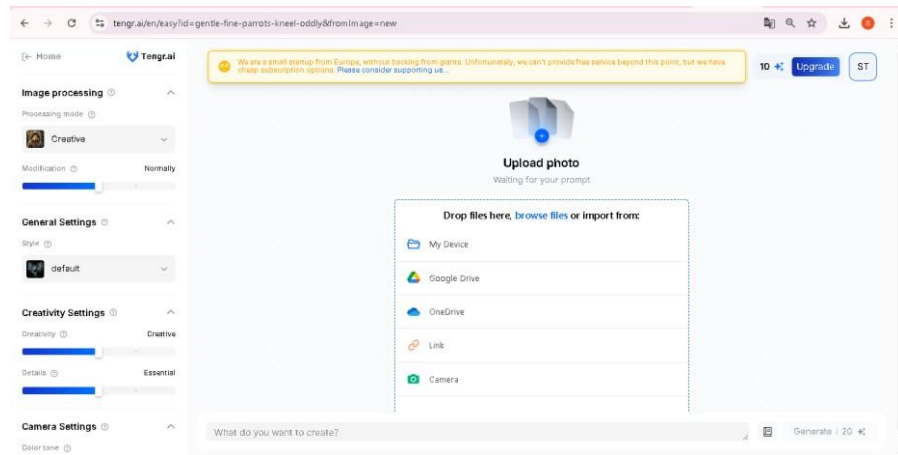 tengr.ai/en/easy?id=gentle-fine-parrots-kneel-oddly&fromImage=new
Home
Tengr.ai
We are a small startup from Europe, without backing from giants. Unfortunately, we can't provide free service beyond this point, but we have
cheap subscription options. Please consider supporting us...
10
Upgrade
ST
Image processing
Processing mode
Creative
Modification
Normally
General Settings
Style
default
Creativity Settings
Creativity
Creative
Details
Essential
Camera Settings
Color tone
Upload photo
Waiting for your prompt
Drop files here, browse files or import from:
My Device
Google Drive
OneDrive
Link
Camera
What do you want to create?
Generate 20